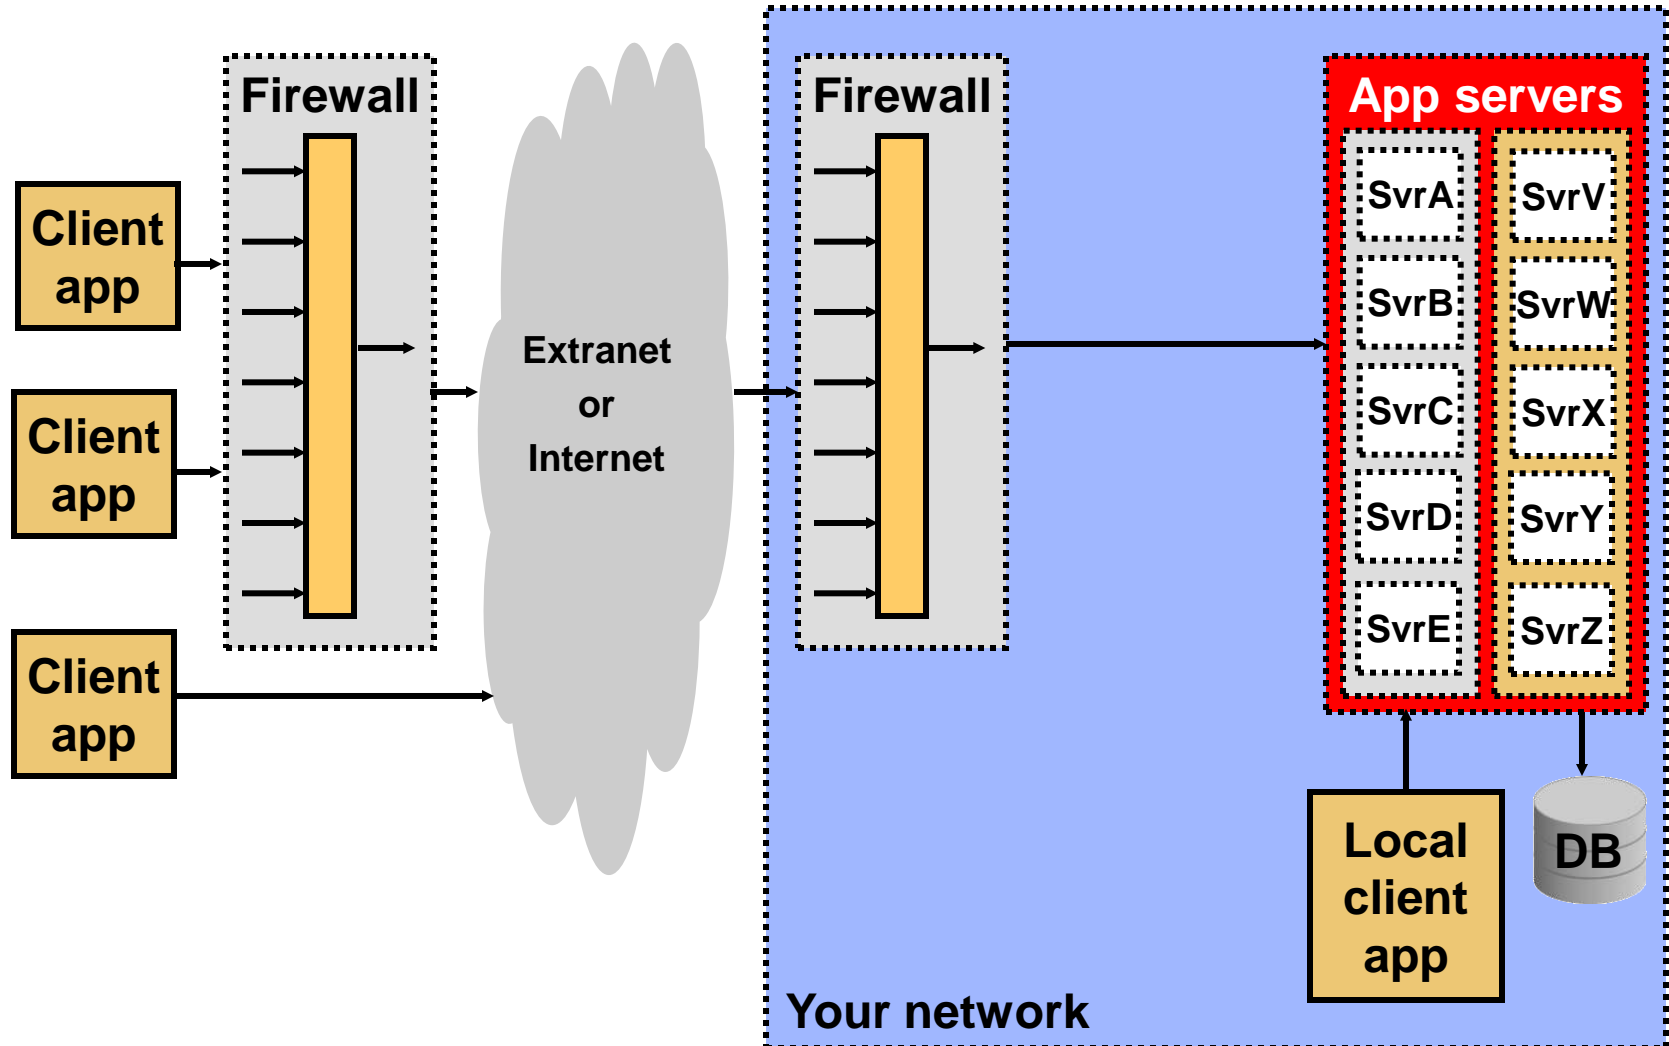 Firewall
Client
app
Client
app
Client
app
Extranet
or
Internet
Firewall
App servers
SvrA
SvrB
SvrC
SvrD
SvrE
SvrV
SvrW
SvrX
SvrY
SvrZ
Local
client
app
DB
Your network